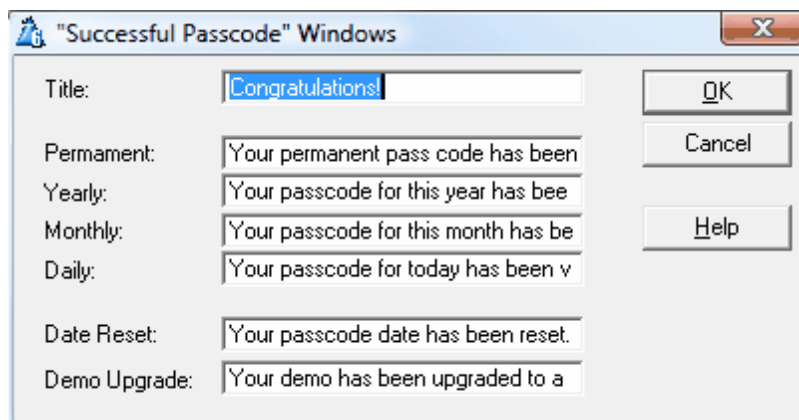 "Successful Passcode" Windows
Title: Congratulations! OK
Permament: Your permanent pass code has been Cancel
Yearly: Your passcode for this year has bee
Monthly: Your passcode for this month has be Help
Daily: Your passcode for today has been v
Date Reset: Your passcode date has been reset.
Demo Upgrade: Your demo has been upgraded to a